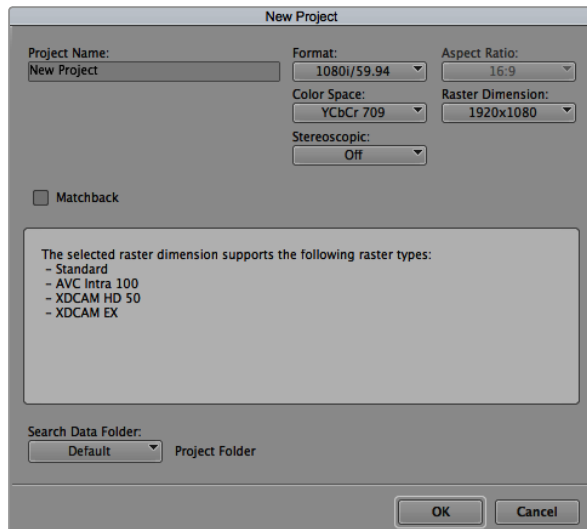 New Project
Project Name:
New Project
Format:
1080i/59.94
Aspect Ratio:
16:9
Color Space:
YCbCr 709
Raster Dimension:
1920x1080
Stereoscopic:
Off
Matchback
The selected raster dimension supports the following raster types:
– Standard
– AVC Intra 100
– XDCAM HD 50
– XDCAM EX
Search Data Folder:
Default
Project Folder
OK
Cancel